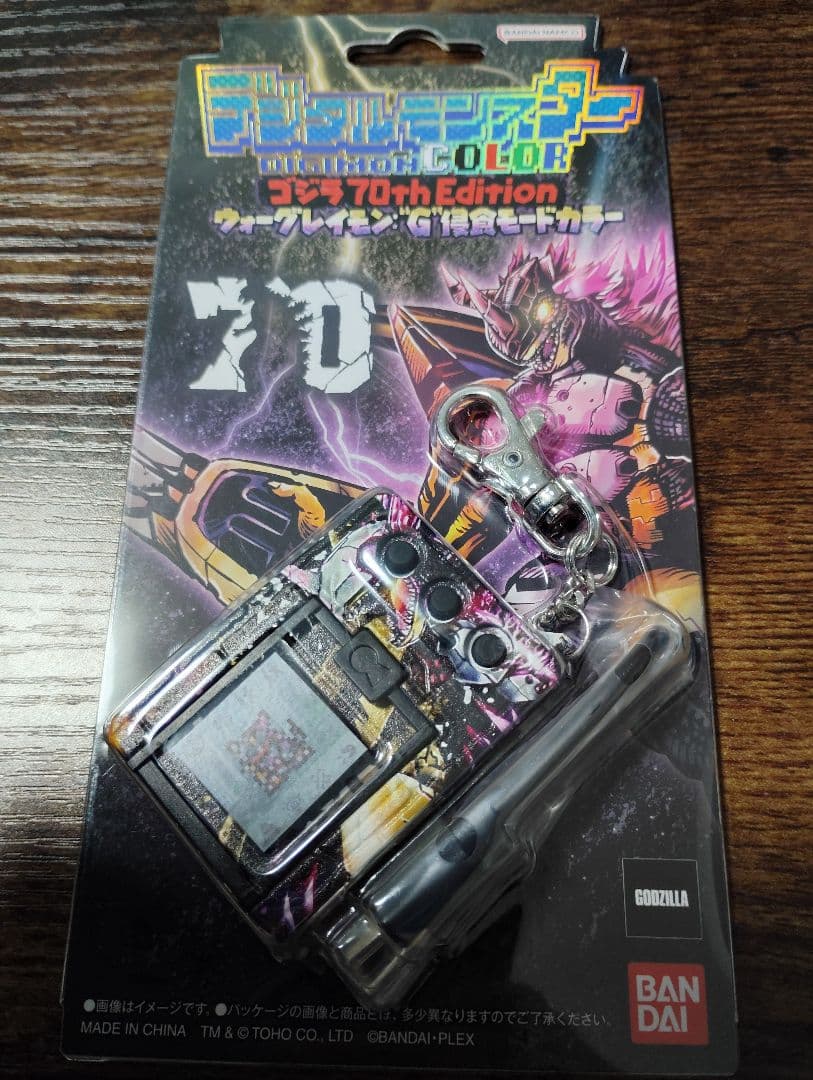 BANDAI NAMCO
デジタルモンスター
COLOR
ゴジラ70th Edition
ウォーグレイモン:"G"侵食モードカラー
70
GODZILLA
BAN
DAI
●画像はイメージです。●パッケージの画像と商品とは、多少異なりますのでご了承ください。
MADE IN CHINA TM & © TOHO CO., LTD ©BANDAI・PLEX